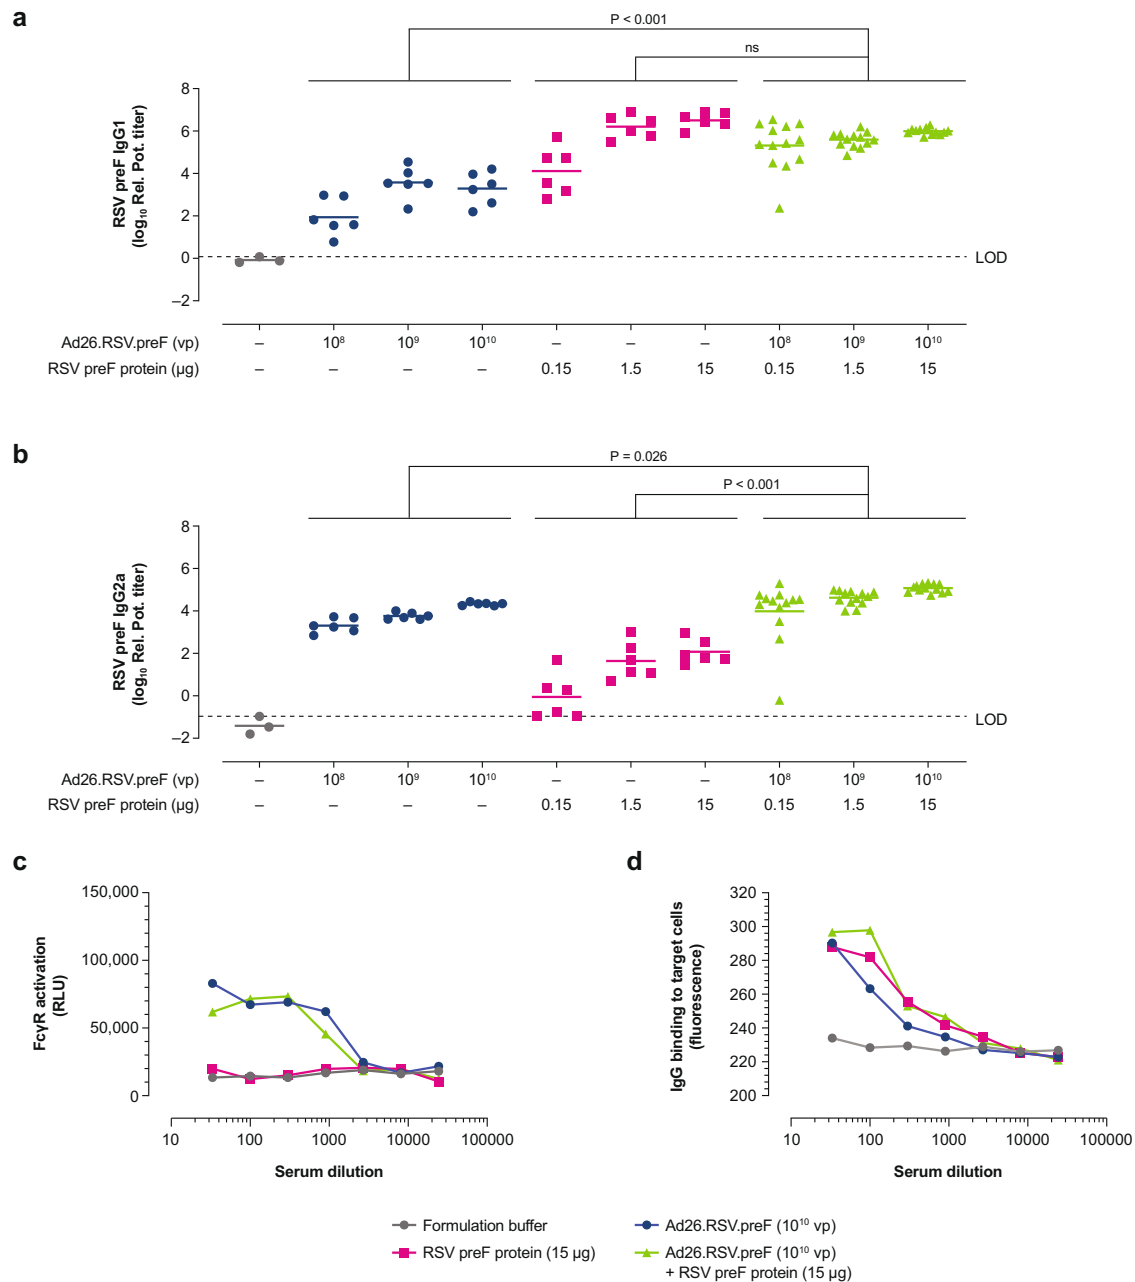 a
P < 0.001
ns
RSV preF IgG1
(log₁₀ Rel. Pot. titer)
8
6
4
2
0
–2
LOD
Ad26.RSV.preF (vp) – 10⁸ 10⁹ 10¹⁰ – – – 10⁸ 10⁹ 10¹⁰
RSV preF protein (µg) – – – – 0.15 1.5 15 0.15 1.5 15
b
P = 0.026
P < 0.001
RSV preF IgG2a
(log₁₀ Rel. Pot. titer)
8
6
4
2
0
–2
LOD
Ad26.RSV.preF (vp) – 10⁸ 10⁹ 10¹⁰ – – – 10⁸ 10⁹ 10¹⁰
RSV preF protein (µg) – – – – 0.15 1.5 15 0.15 1.5 15
c
FcγR activation
(RLU)
150,000
100,000
50,000
0
10 100 1000 10000 100000
Serum dilution
d
IgG binding to target cells
(fluorescence)
320
300
280
260
240
220
200
10 100 1000 10000 100000
Serum dilution
Formulation buffer
RSV preF protein (15 µg)
Ad26.RSV.preF (10¹⁰ vp)
Ad26.RSV.preF (10¹⁰ vp)
+ RSV preF protein (15 µg)